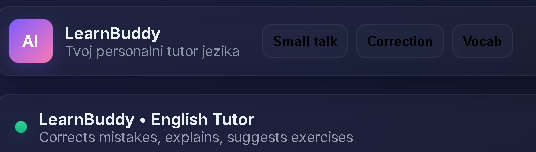 AI
LearnBuddy
Tvoj personalni tutor jezika
Small talk
Correction
Vocab
LearnBuddy • English Tutor
Corrects mistakes, explains, suggests exercises